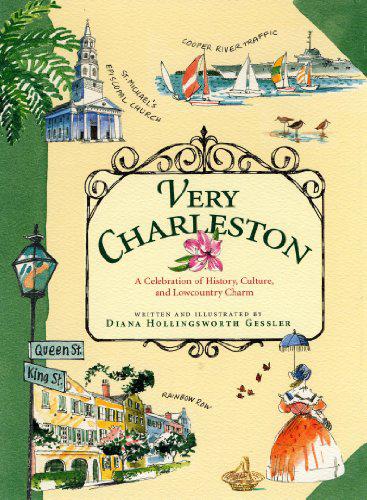 COOPER RIVER TRAFFIC
ST. MICHAEL'S
EPISCOPAL CHURCH
VERY
CHARLESTON
A Celebration of History, Culture,
and Lowcountry Charm
WRITTEN AND ILLUSTRATED BY
DIANA HOLLINGSWORTH GESSLER
Queen St.
King St.
RAINBOW ROW